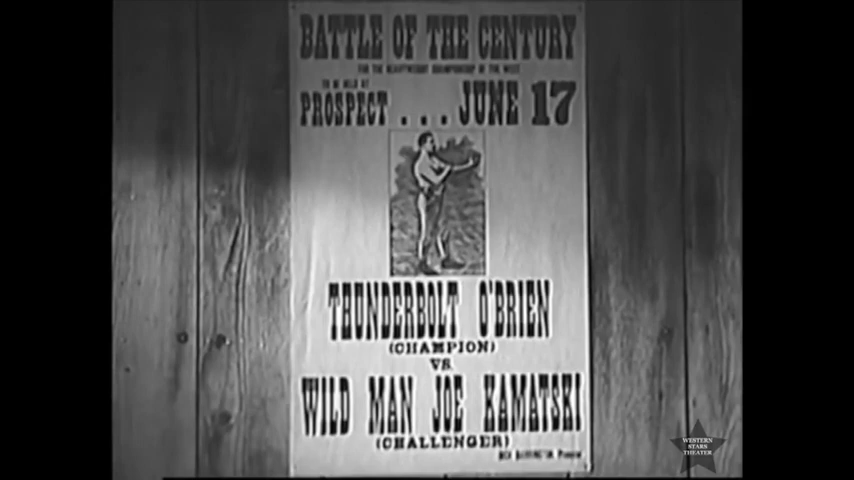 BATTLE OF THE CENTURY
FOR THE HEAVYWEIGHT CHAMPIONSHIP OF THE WEST
TO BE HELD AT
PROSPECT ... JUNE 17
THUNDERBOLT O'BRIEN
(CHAMPION)
VS.
WILD MAN JOE KAMATSKI
(CHALLENGER)
WESTERN
STARS
THEATER